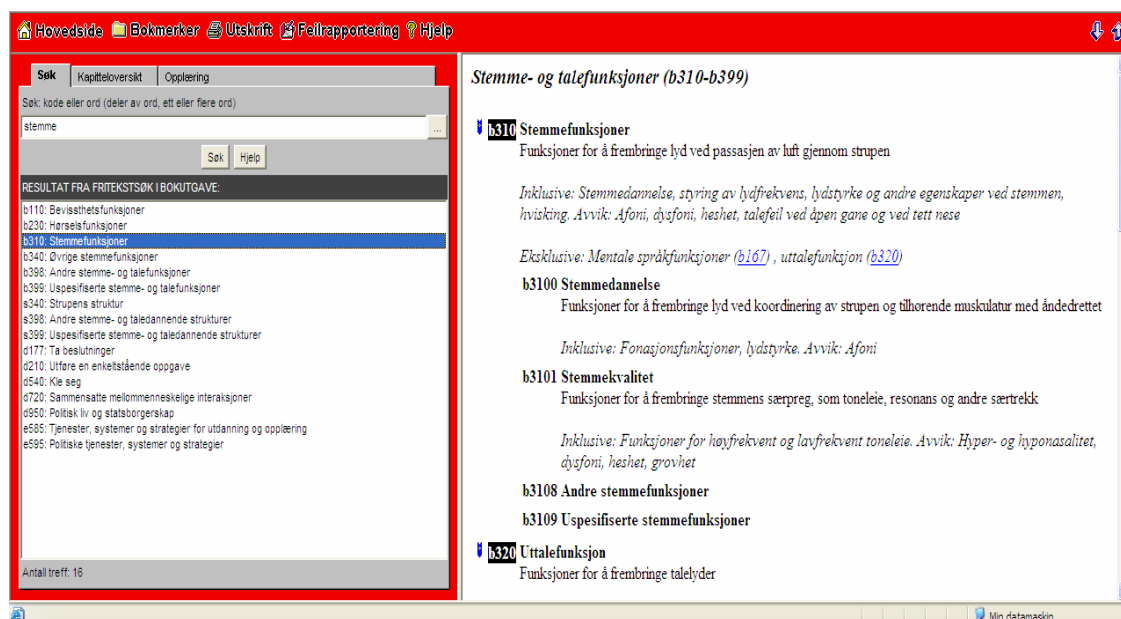 Hovedside Bokmerker Utskrift Feilrapportering Hjelp
Søk Kapitteloversikt Opplæring
Søk: kode eller ord (deler av ord, ett eller flere ord)
stemme
...
Søk Hjelp
RESULTAT FRA FRITEKSTSØK I BOKUTGAVE:
b110: Bevissthetsfunksjoner
b230: Hørselsfunksjoner
b310: Stemmefunksjoner
b340: Øvrige stemmefunksjoner
b398: Andre stemme- og talefunksjoner
b399: Uspesifiserte stemme- og talefunksjoner
s340: Strupens struktur
s398: Andre stemme- og taledannende strukturer
s399: Uspesifiserte stemme- og taledannende strukturer
d177: Ta beslutninger
d210: Utføre en enkeltstående oppgave
d540: Kle seg
d720: Sammensatte mellommenneskelige interaksjoner
d950: Politisk liv og statsborgerskap
e585: Tjenester, systemer og strategier for utdanning og opplæring
e595: Politiske tjenester, systemer og strategier
Antall treff: 16
Stemme- og talefunksjoner (b310-b399)
b310 Stemmefunksjoner
Funksjoner for å frembringe lyd ved passasjen av luft gjennom strupen
Inklusive: Stemmedannelse, styring av lydfrekvens, lydstyrke og andre egenskaper ved stemmen,
hvisking. Avvik: Afoni, dysfoni, heshet, talefeil ved åpen gane og ved tett nese
Eksklusive: Mentale språkfunksjoner (b167) , uttalefunksjon (b320)
b3100 Stemmedannelse
Funksjoner for å frembringe lyd ved koordinering av strupen og tilhørende muskulatur med åndedrettet
Inklusive: Fonasjonsfunksjoner, lydstyrke. Avvik: Afoni
b3101 Stemmekvalitet
Funksjoner for å frembringe stemmens særpreg, som toneleie, resonans og andre særtrekk
Inklusive: Funksjoner for høyfrekvent og lavfrekvent toneleie. Avvik: Hyper- og hyponasalitet,
dysfoni, heshet, grovhet
b3108 Andre stemmefunksjoner
b3109 Uspesifiserte stemmefunksjoner
b320 Uttalefunksjon
Funksjoner for å frembringe talelyder
Min datamaskin